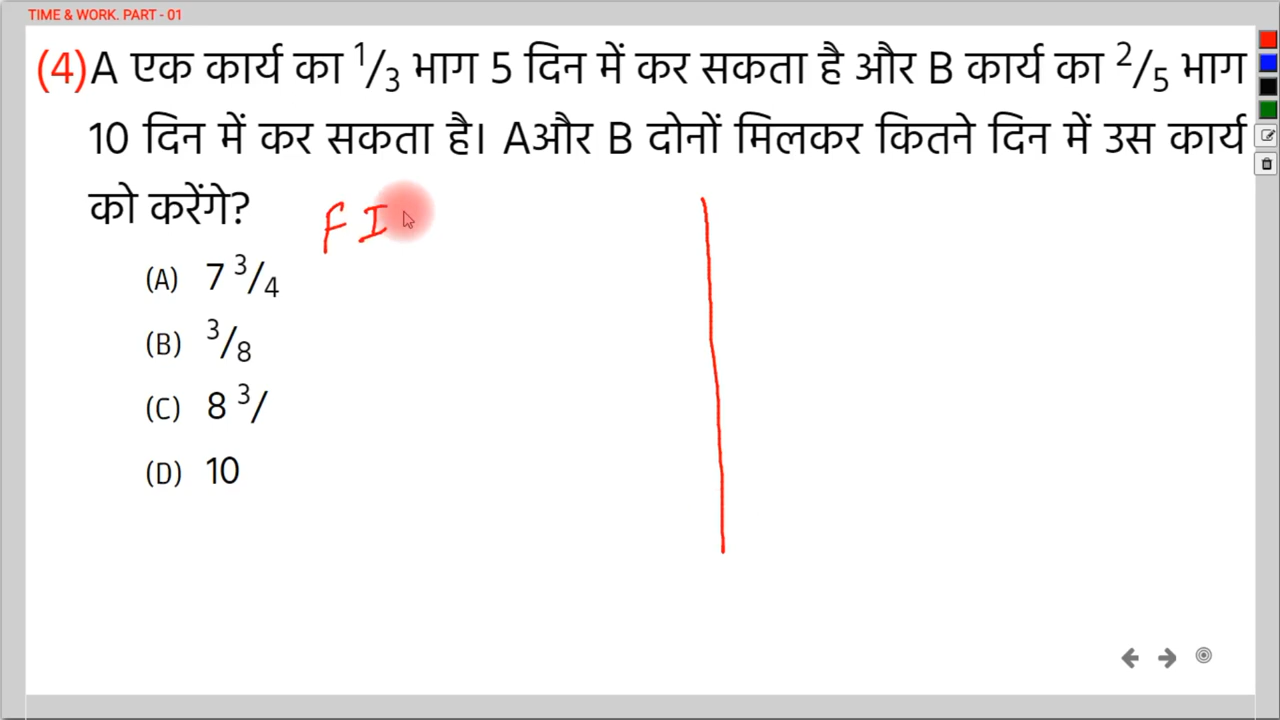 TIME & WORK. PART - 01
(4) A एक कार्य का 1/3 भाग 5 दिन में कर सकता है और B कार्य का 2/5 भाग
10 दिन में कर सकता है। Aऔर B दोनों मिलकर कितने दिन में उस कार्य
को करेंगे?
F I
(A) 7 3/4
(B) 3/8
(C) 8 3/
(D) 10